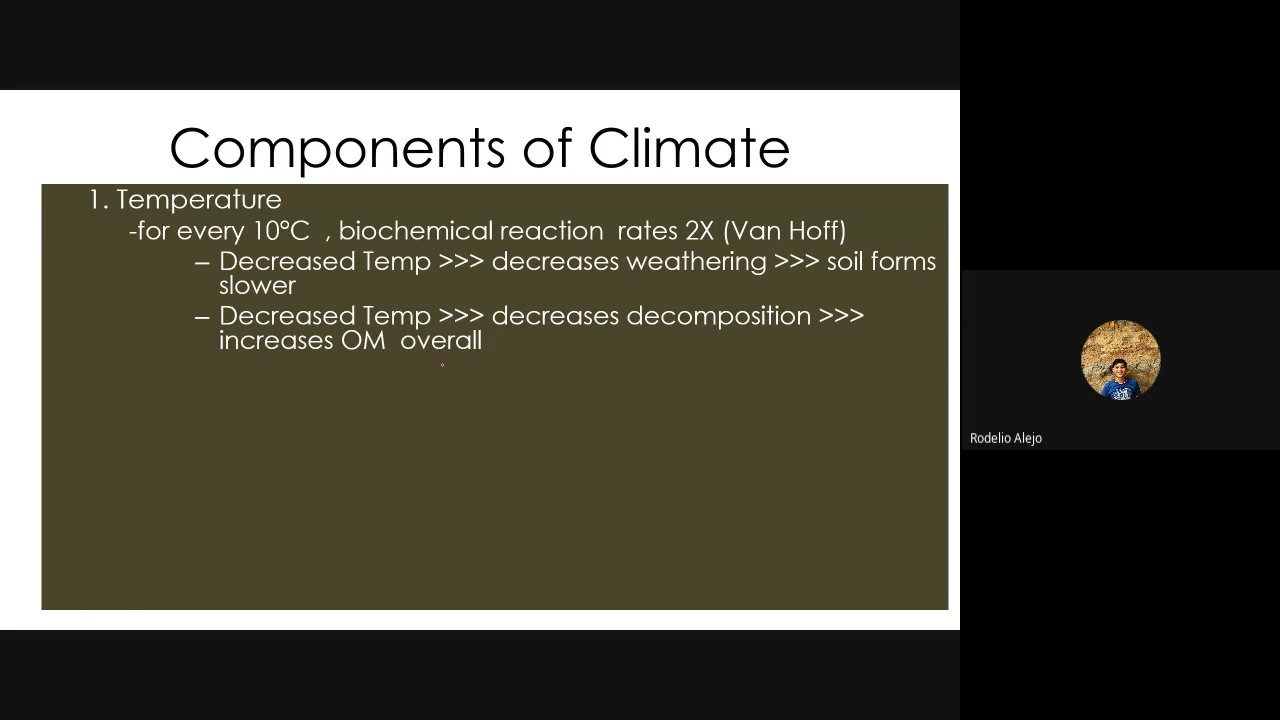 Components of Climate
1. Temperature
-for every 10°C , biochemical reaction rates 2X (Van Hoff)
– Decreased Temp >>> decreases weathering >>> soil forms
slower
– Decreased Temp >>> decreases decomposition >>>
increases OM overall
Rodelio Alejo